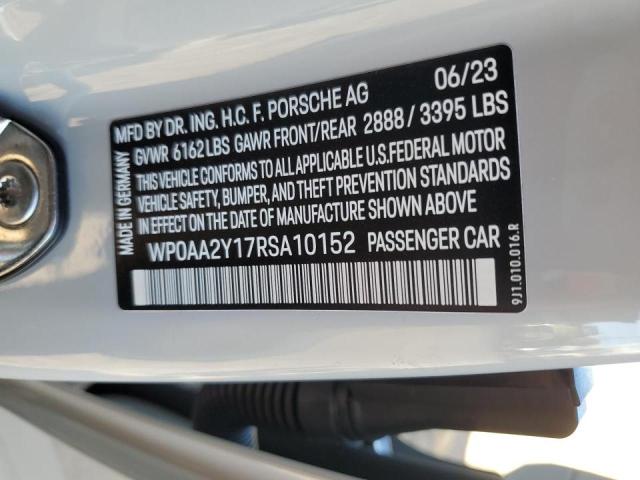 MFD BY DR. ING. H.C. F. PORSCHE AG 06/23
GVWR 6162 LBS GAWR FRONT/REAR 2888 / 3395 LBS
THIS VEHICLE CONFORMS TO ALL APPLICABLE U.S.FEDERAL MOTOR
VEHICLE SAFETY, BUMPER, AND THEFT PREVENTION STANDARDS
IN EFFECT ON THE DATE OF MANUFACTURE SHOWN ABOVE
WP0AA2Y17RSA10152 PASSENGER CAR
MADE IN GERMANY
9J1.010.016.R